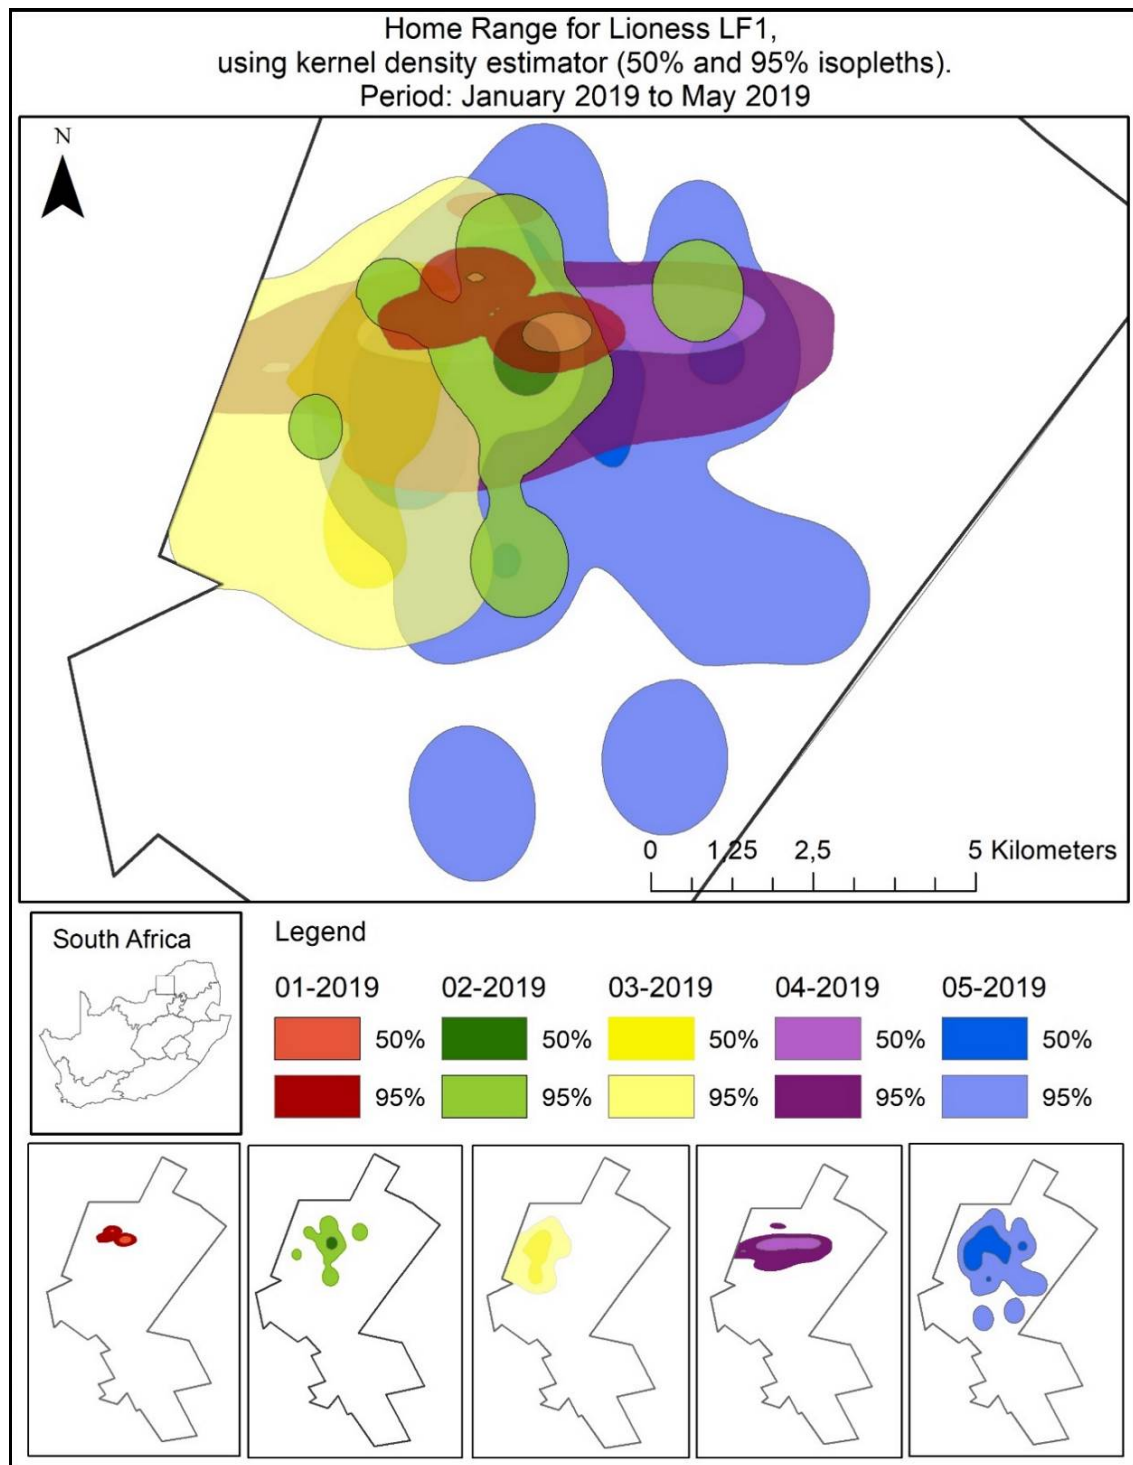 Home Range for Lioness LF1,
using kernel density estimator (50% and 95% isopleths).
Period: January 2019 to May 2019
N
0 1,25 2,5 5 Kilometers
South Africa
Legend
01-2019 02-2019 03-2019 04-2019 05-2019
50% 50% 50% 50% 50%
95% 95% 95% 95% 95%